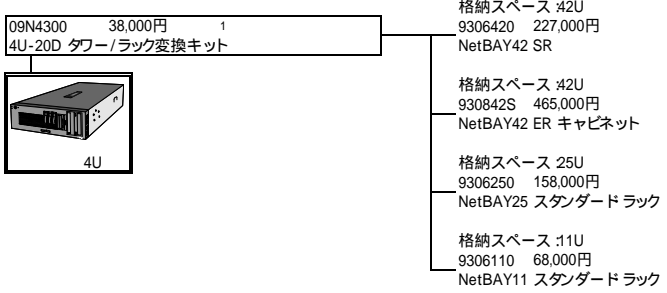 09N4300 38,000円 1
4U-20D タワー/ラック変換キット
4U
格納スペース :42U
9306420 227,000円
NetBAY42 SR
格納スペース :42U
930842S 465,000円
NetBAY42 ER キャビネット
格納スペース :25U
9306250 158,000円
NetBAY25 スタンダード ラック
格納スペース :11U
9306110 68,000円
NetBAY11 スタンダード ラック